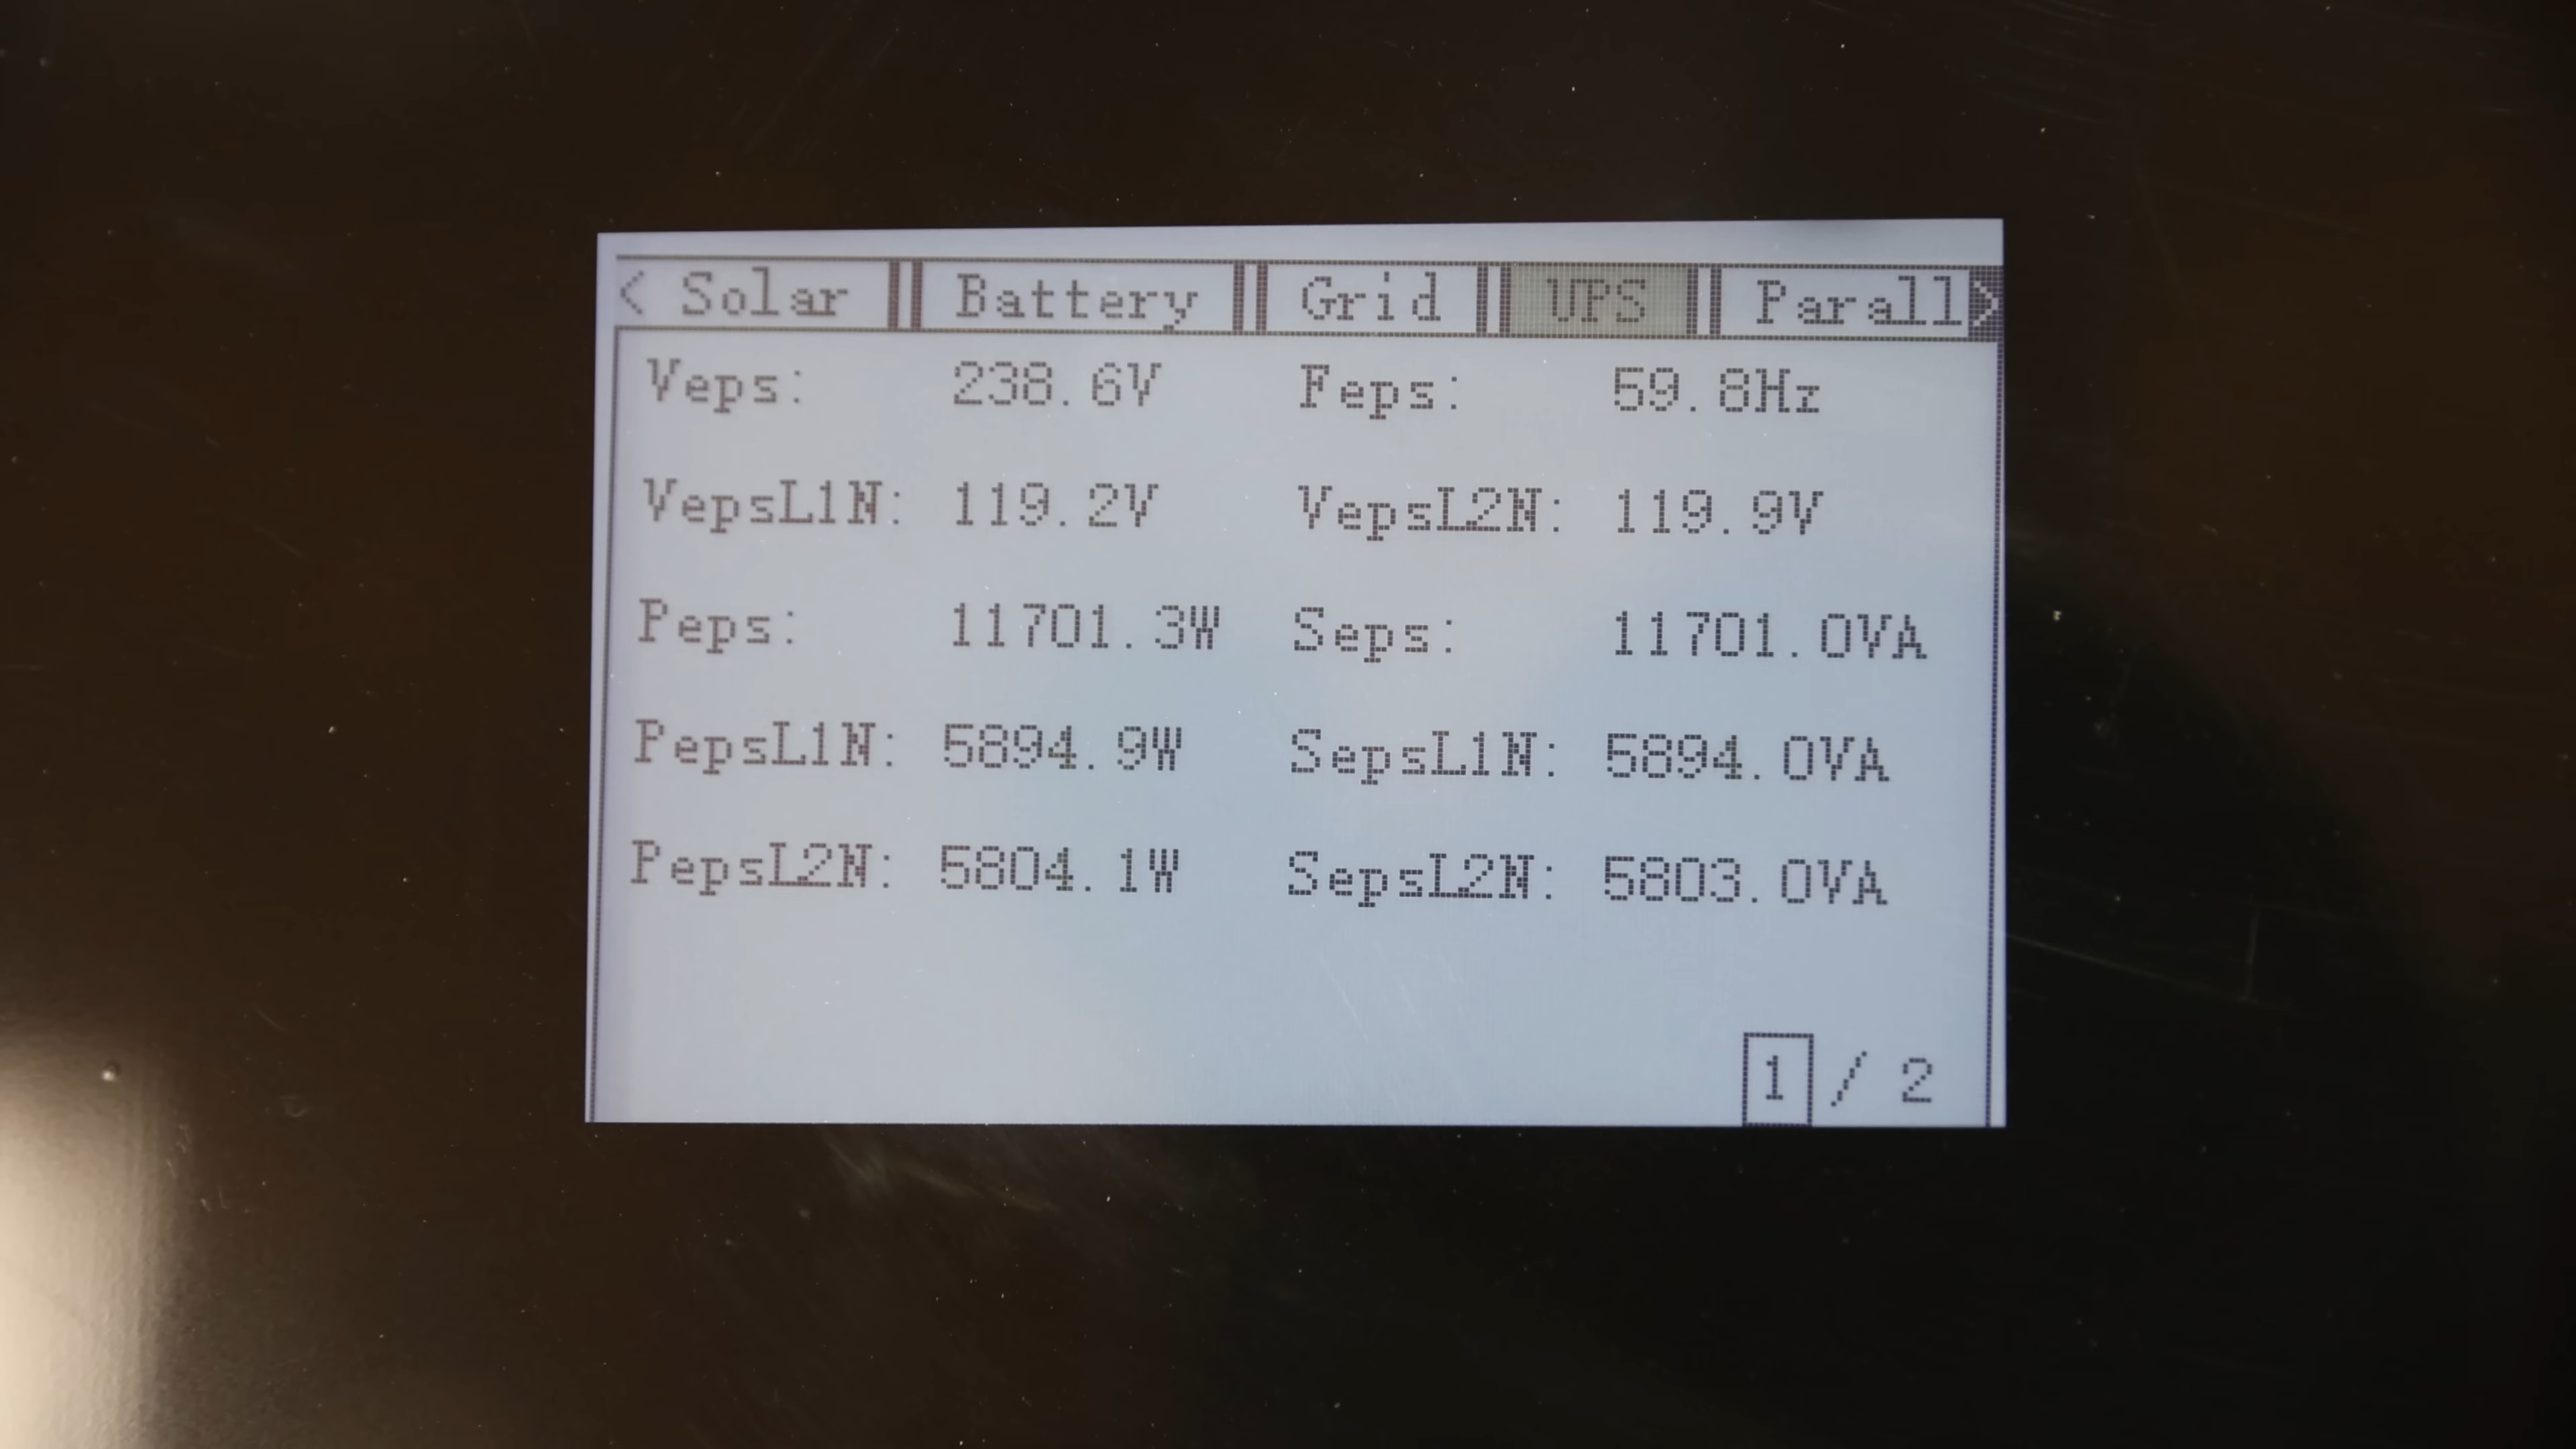 < Solar Battery Grid UPS Parall>
Veps: 238.6V Feps: 59.8Hz
VepsL1N: 119.2V VepsL2N: 119.9V
Peps: 11701.3W Seps: 11701.0VA
PepsL1N: 5894.9W SepsL1N: 5894.0VA
PepsL2N: 5804.1W SepsL2N: 5803.0VA
1 / 2